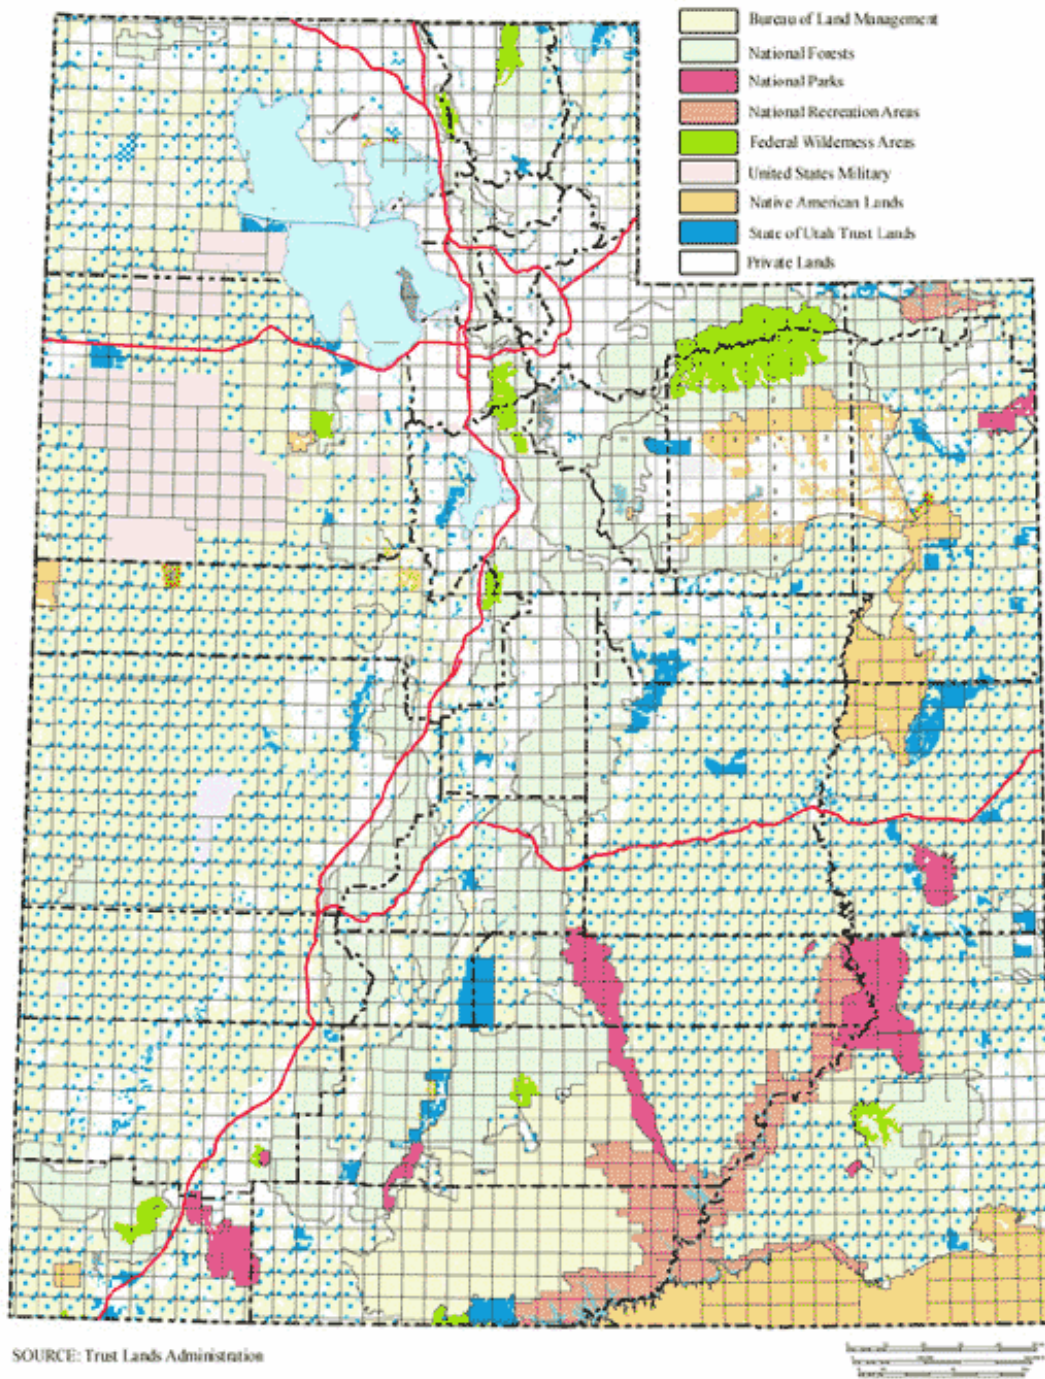 Bureau of Land Management
National Forests
National Parks
National Recreation Areas
Federal Wilderness Areas
United States Military
Native American Lands
State of Utah Trust Lands
Private Lands
SOURCE: Trust Lands Administration